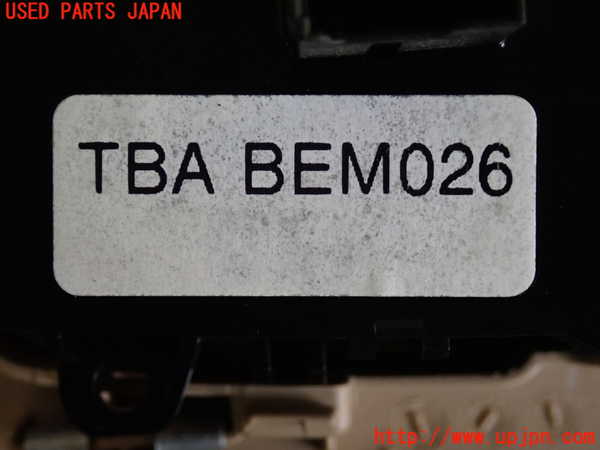 USED PARTS JAPAN
TBA BEM026
http://www.upjpn.com